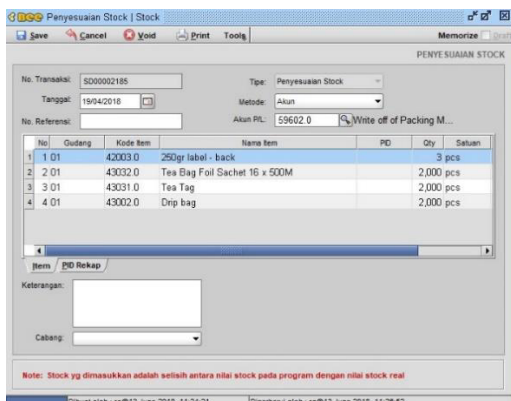 BEE Penyesuaian Stock | Stock
Save Cancel Void Print Tools Memorize Draft
PENYESUAIAN STOCK
No. Transaksi: SD00002185 Tipe: Penyesuaian Stock
Tanggal: 19/04/2018 Metode: Akun
No. Referensi: Akun P/L: 59602.0 Write off of Packing M...
No Gudang Kode Item Nama Item PID Qty Satuan
1 1 01 42003.0 250gr label - back 3 pcs
2 2 01 43032.0 Tea Bag Foil Sachet 16 x 500M 2,000 pcs
3 3 01 43031.0 Tea Tag 2,000 pcs
4 4 01 43002.0 Drip bag 2,000 pcs
Item PID Rekap
Keterangan:
Cabang:
Note: Stock yg dimasukkan adalah selisih antara nilai stock pada program dengan nilai stock real